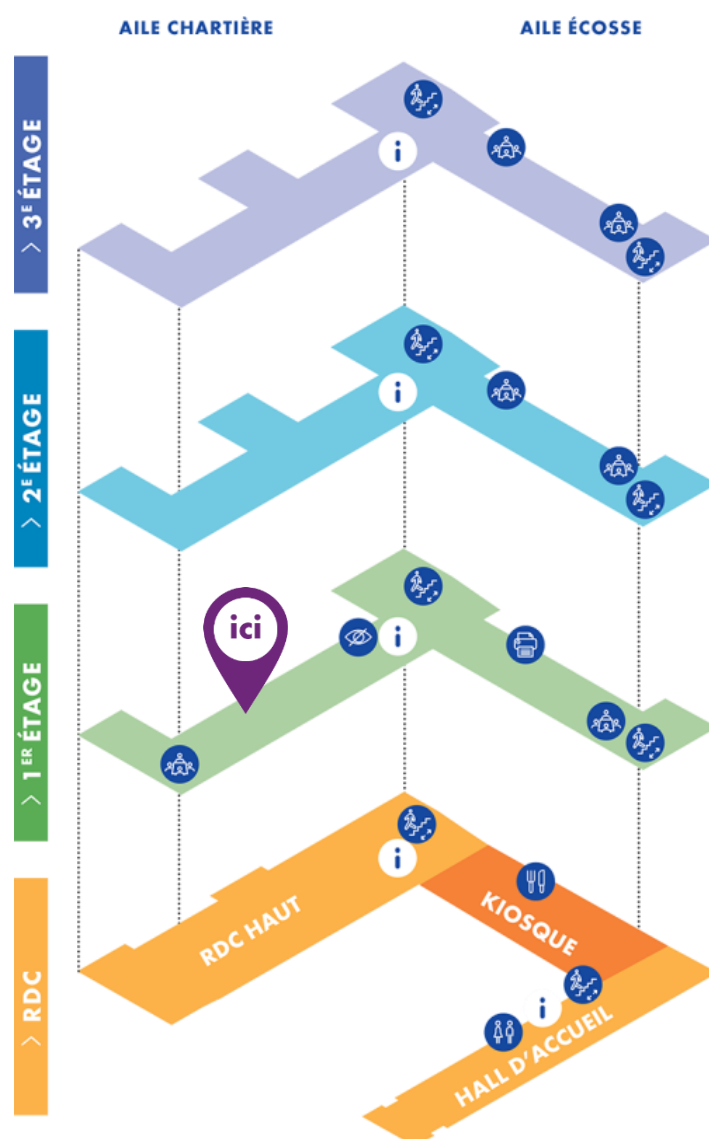 AILE CHARTIÈRE
AILE ÉCOSSE
> 3E ÉTAGE
i
> 2E ÉTAGE
i
> 1ER ÉTAGE
ici
i
> RDC
i
RDC HAUT
KIOSQUE
i
HALL D'ACCUEIL